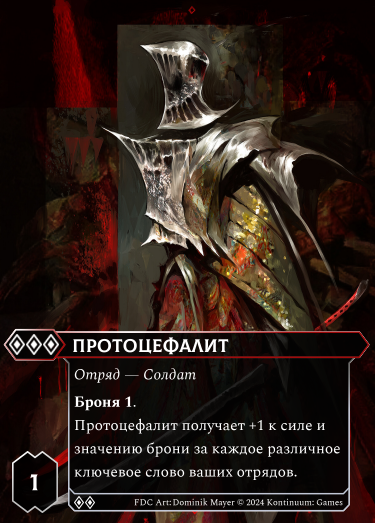 ПРОТОЦЕФАЛИТ
Отряд — Солдат
Броня 1.
Протоцефалит получает +1 к силе и
значению брони за каждое различное
ключевое слово ваших отрядов.
1
FDC Art: Dominik Mayer © 2024 Kontinuum: Games